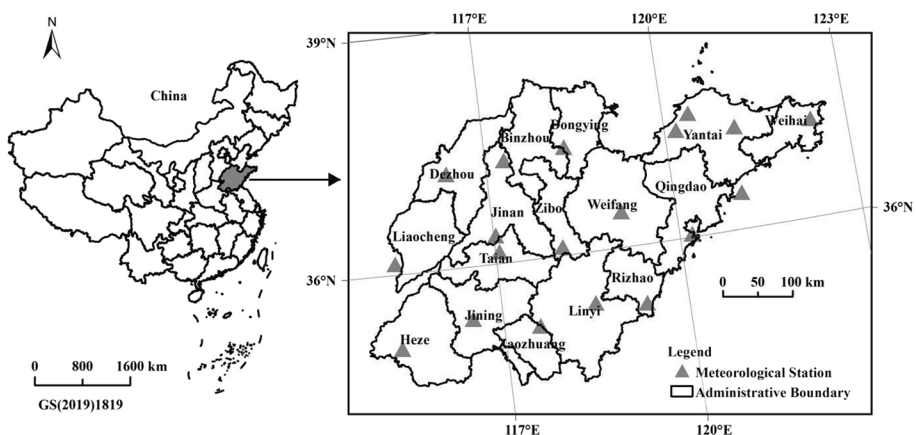 N
China
0 800 1600 km
GS(2019)1819
117°E 120°E 123°E
39°N
36°N
36°N
117°E 120°E
Binzhou
Dongying
Yantai
Weihai
Dezhou
Qingdao
Jinan
Zibo
Weifang
Liaocheng
Taian
Rizhao
Jining
Linyi
Heze
0 50 100 km
Legend
Meteorological Station
Administrative Boundary